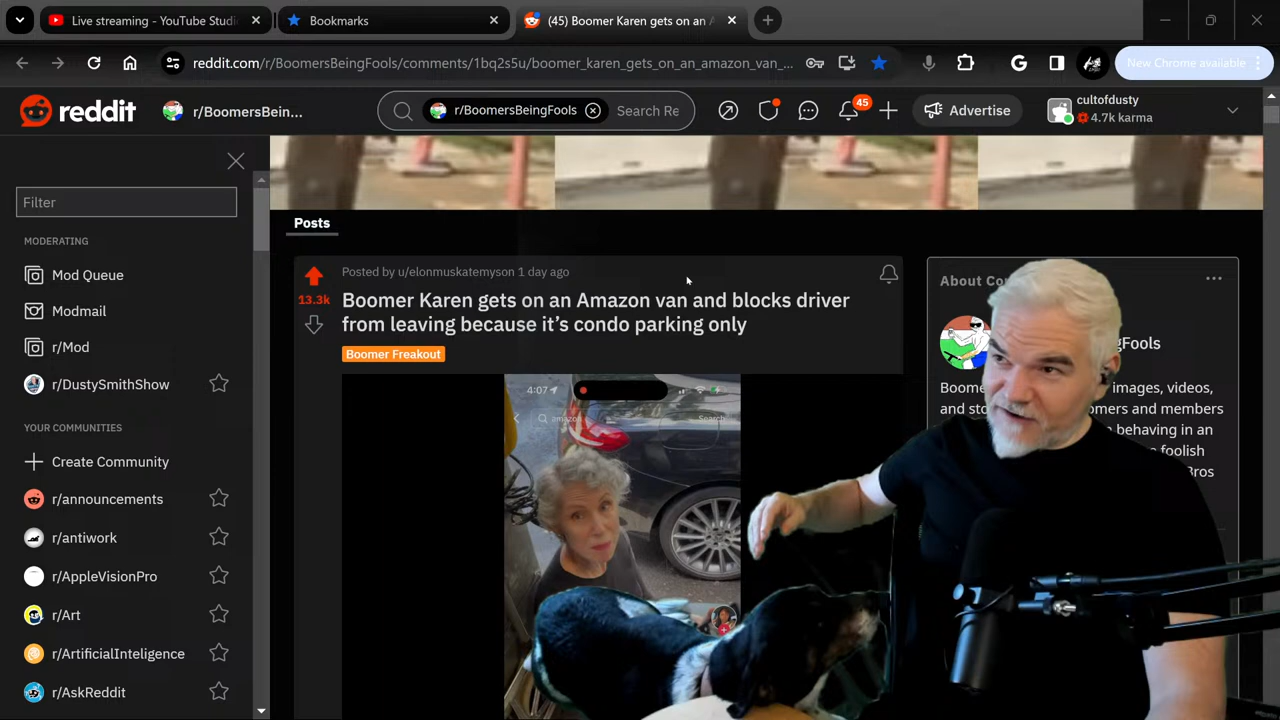 Live streaming - YouTube Studi
Bookmarks
(45) Boomer Karen gets on an A
reddit.com/r/BoomersBeingFools/comments/1bq2s5u/boomer_karen_gets_on_an_amazon_van_...
New Chrome available
reddit
r/BoomersBein...
r/BoomersBeingFools
Search Re
45
Advertise
cultofdusty
4.7k karma
Filter
MODERATING
Mod Queue
Modmail
r/Mod
r/DustySmithShow
YOUR COMMUNITIES
Create Community
r/announcements
r/antiwork
r/AppleVisionPro
r/Art
r/ArtificialInteligence
r/AskReddit
Posts
Posted by u/elonmuskatemyson 1 day ago
13.3k
Boomer Karen gets on an Amazon van and blocks driver
from leaving because it’s condo parking only
Boomer Freakout
4:07
amazon
Search
About Co
gFools
Boome images, videos,
and sto omers and members
behaving in an
foolish
Bros